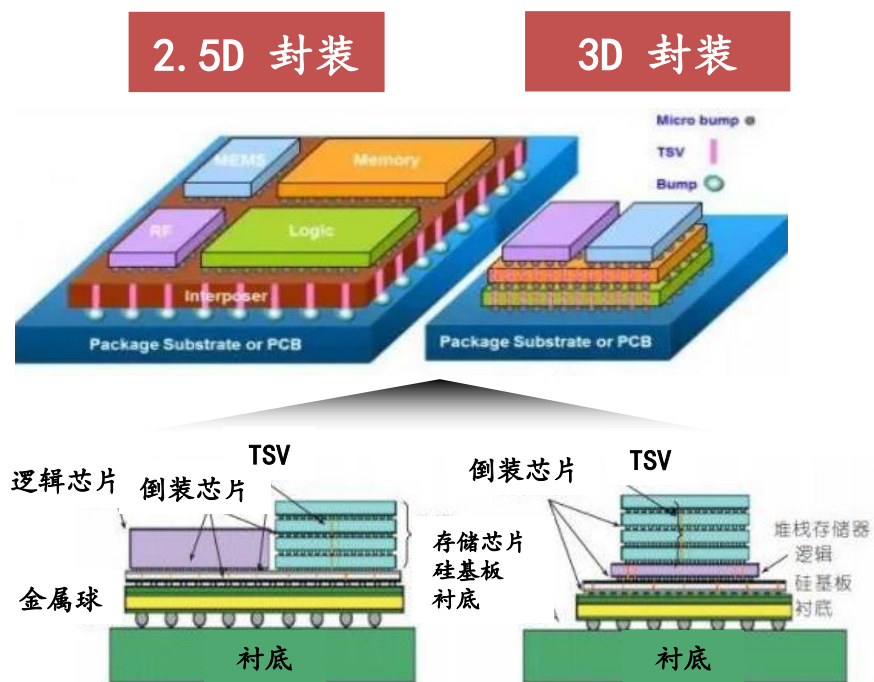 2.5D 封装
3D 封装
Micro bump
TSV
Bump
MEMS
Memory
RF
Logic
Interposer
Package Substrate or PCB
Package Substrate or PCB
TSV
逻辑芯片
倒装芯片
存储芯片
硅基板
衬底
金属球
衬底
TSV
倒装芯片
堆栈存储器
逻辑
硅基板
衬底
衬底